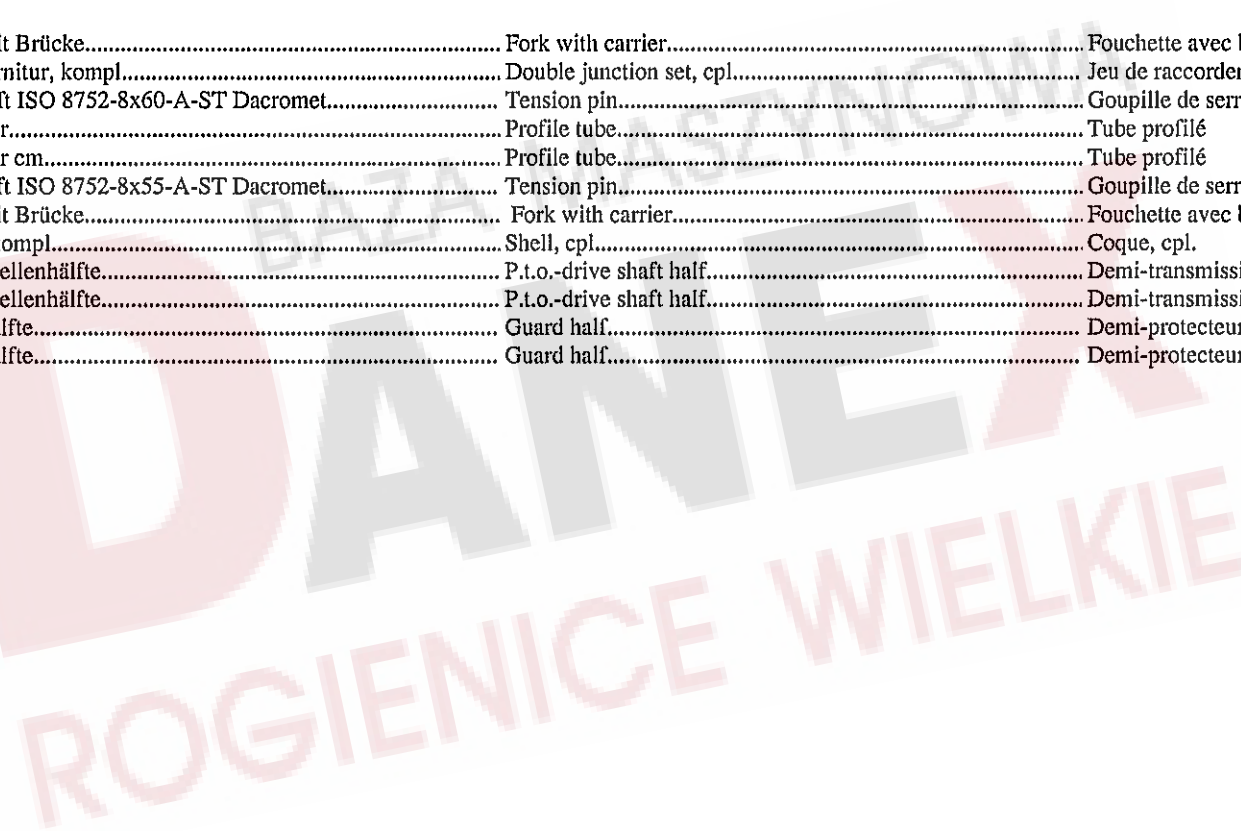 it Brücke.......... Fork with carrier.......... Fouchette avec
rnitur, kompl.......... Double junction set, cpl.......... Jeu de raccorder
ft ISO 8752-8x60-A-ST Dacromet.......... Tension pin.......... Goupille de serr
r.......... Profile tube.......... Tube profilé
r cm.......... Profile tube.......... Tube profilé
ft ISO 8752-8x55-A-ST Dacromet.......... Tension pin.......... Goupille de serr
it Brücke.......... Fork with carrier.......... Fouchette avec
ompl.......... Shell, cpl.......... Coque, cpl.
ellenhälfte.......... P.t.o.-drive shaft half.......... Demi-transmissi
ellenhälfte.......... P.t.o.-drive shaft half.......... Demi-transmissi
lfte.......... Guard half.......... Demi-protecteur
lfte.......... Guard half.......... Demi-protecteur
BAZA MASZYNOWA
DANEX
ROGIENICE WIELKIE